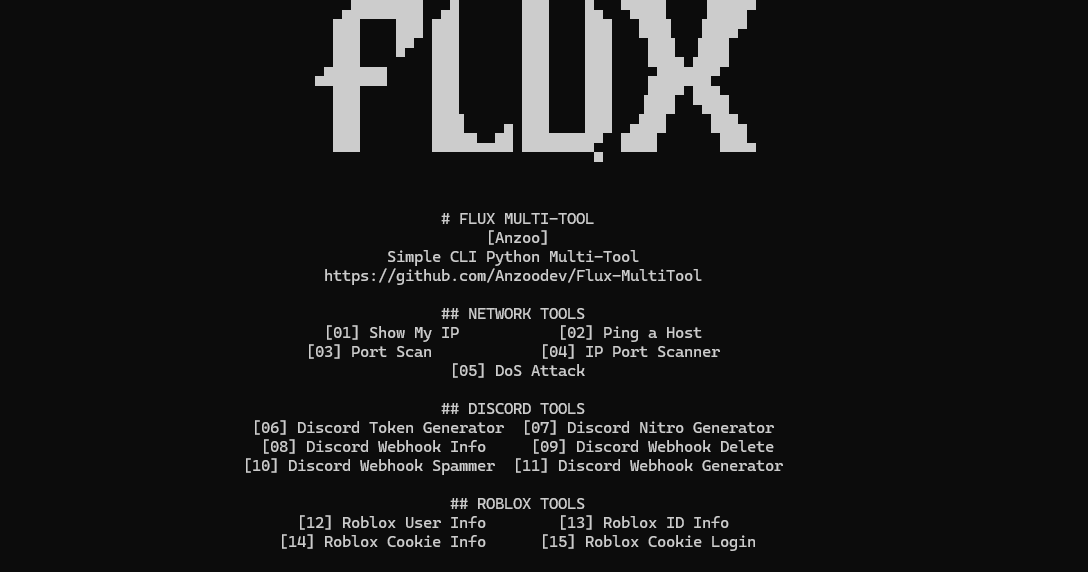 FLUX
# FLUX MULTI-TOOL
[Anzoo]
Simple CLI Python Multi-Tool
https://github.com/Anzoodev/Flux-MultiTool
## NETWORK TOOLS
[01] Show My IP [02] Ping a Host
[03] Port Scan [04] IP Port Scanner
[05] DoS Attack
## DISCORD TOOLS
[06] Discord Token Generator [07] Discord Nitro Generator
[08] Discord Webhook Info [09] Discord Webhook Delete
[10] Discord Webhook Spammer [11] Discord Webhook Generator
## ROBLOX TOOLS
[12] Roblox User Info [13] Roblox ID Info
[14] Roblox Cookie Info [15] Roblox Cookie Login